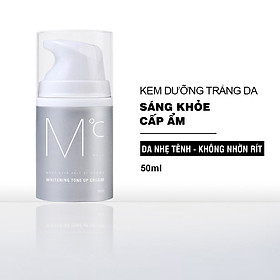 M°C
WHITENING TONE UP CREAM
KEM DƯỠNG TRẮNG DA
SÁNG KHỎE
CẤP ẨM
DA NHẸ TÊNH - KHÔNG NHỜN RÍT
50ml